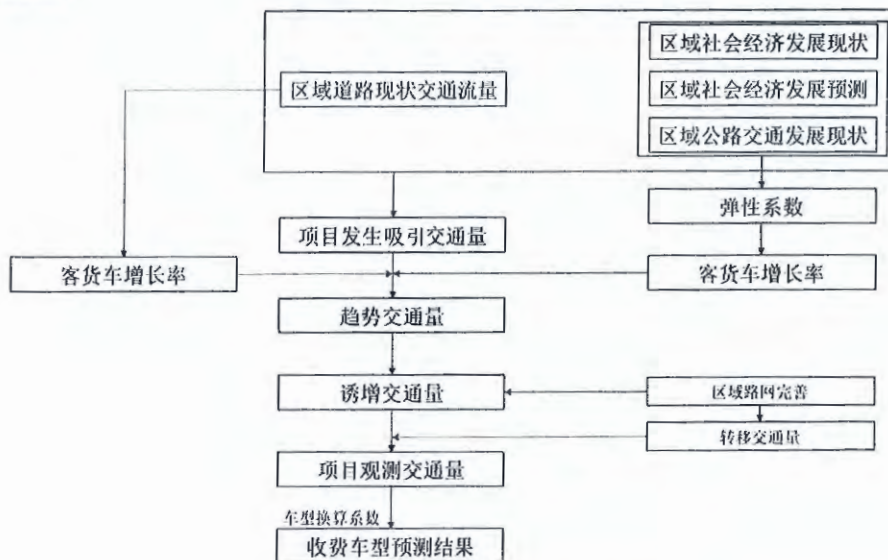 区域社会经济发展现状
区域道路现状交通流量
区域社会经济发展预测
区域公路交通发展现状
弹性系数
项目发生吸引交通量
客货车增长率
客货车增长率
趋势交通量
诱增交通量
区域路网完善
转移交通量
项目观测交通量
车型换算系数
收费车型预测结果